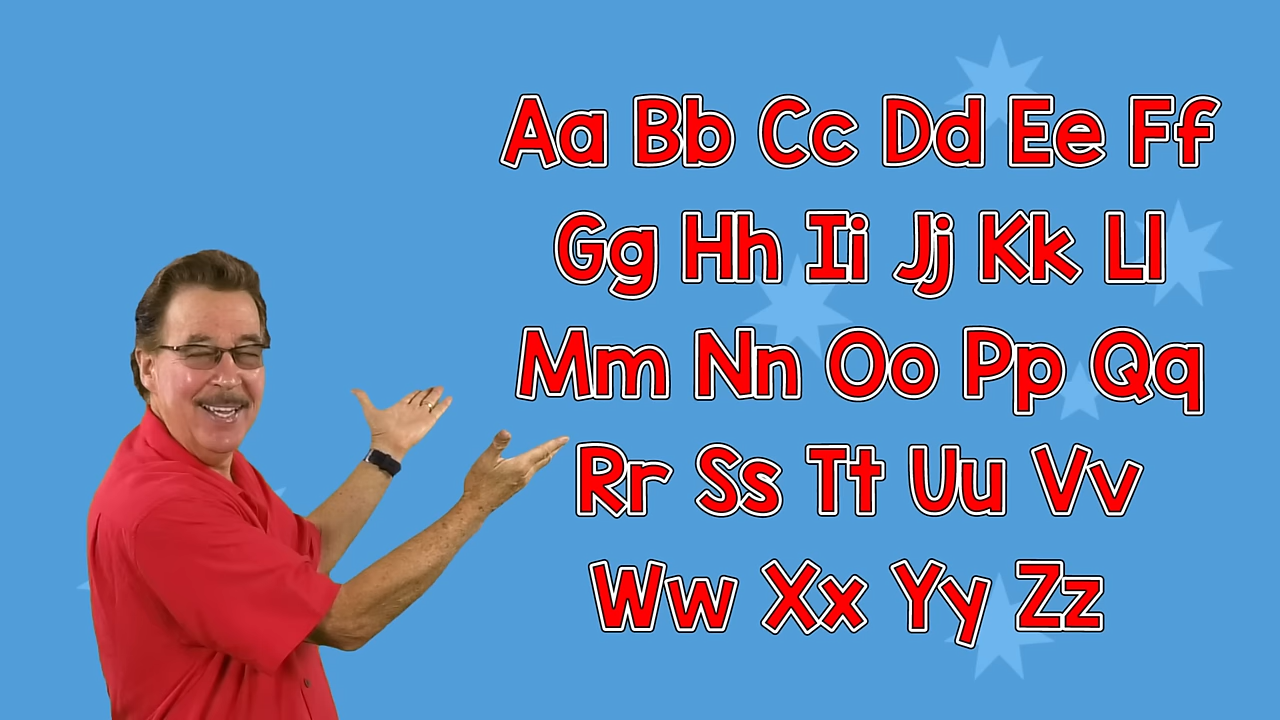 Aa Bb Cc Dd Ee Ff
Gg Hh Ii Jj Kk Ll
Mm Nn Oo Pp Qq
Rr Ss Tt Uu Vv
Ww Xx Yy Zz